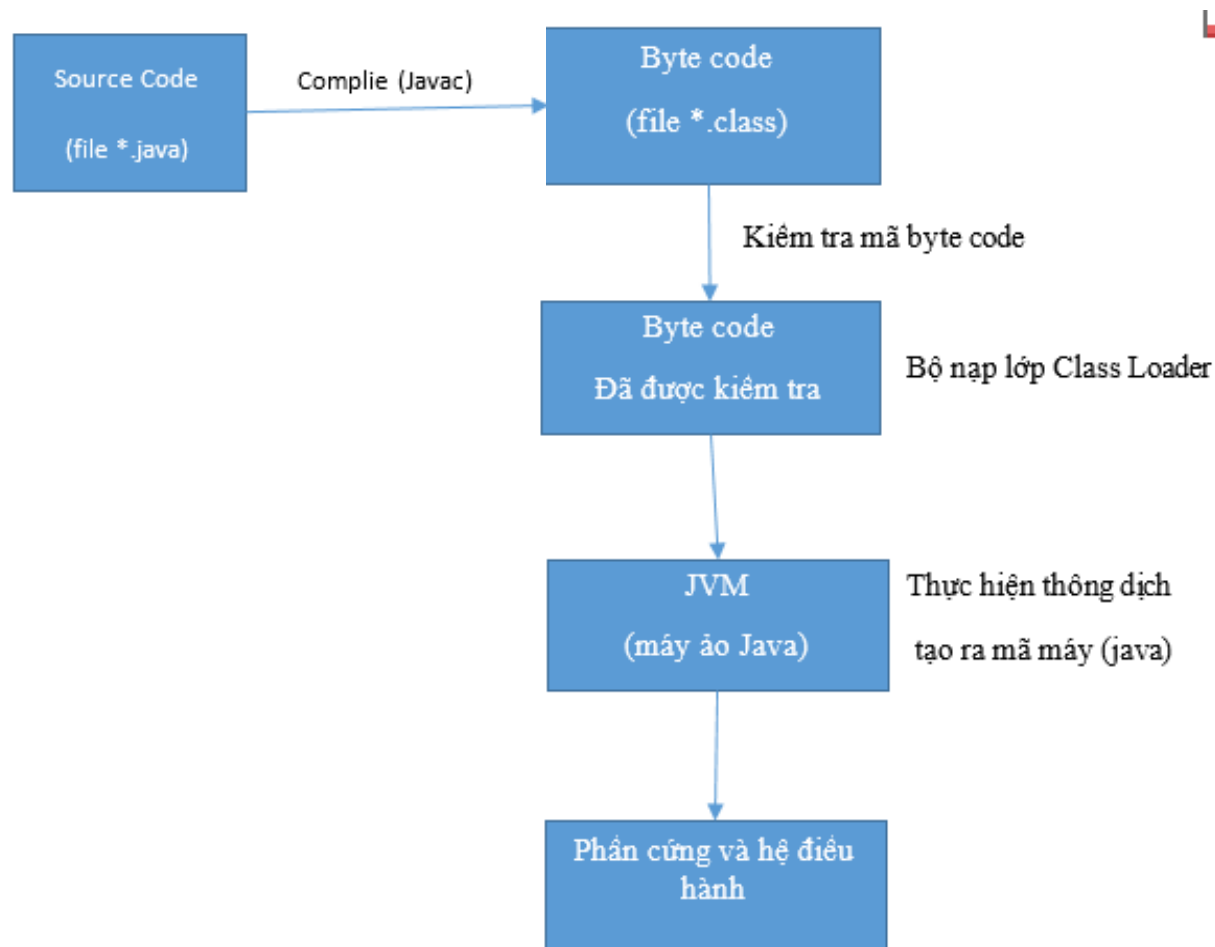 Source Code
(file *.java)
Complie (Javac)
Byte code
(file *.class)
Kiểm tra mã byte code
Byte code
Đã được kiểm tra
Bộ nạp lớp Class Loader
JVM
(máy ảo Java)
Thực hiện thông dịch
tạo ra mã máy (java)
Phần cứng và hệ điều
hành